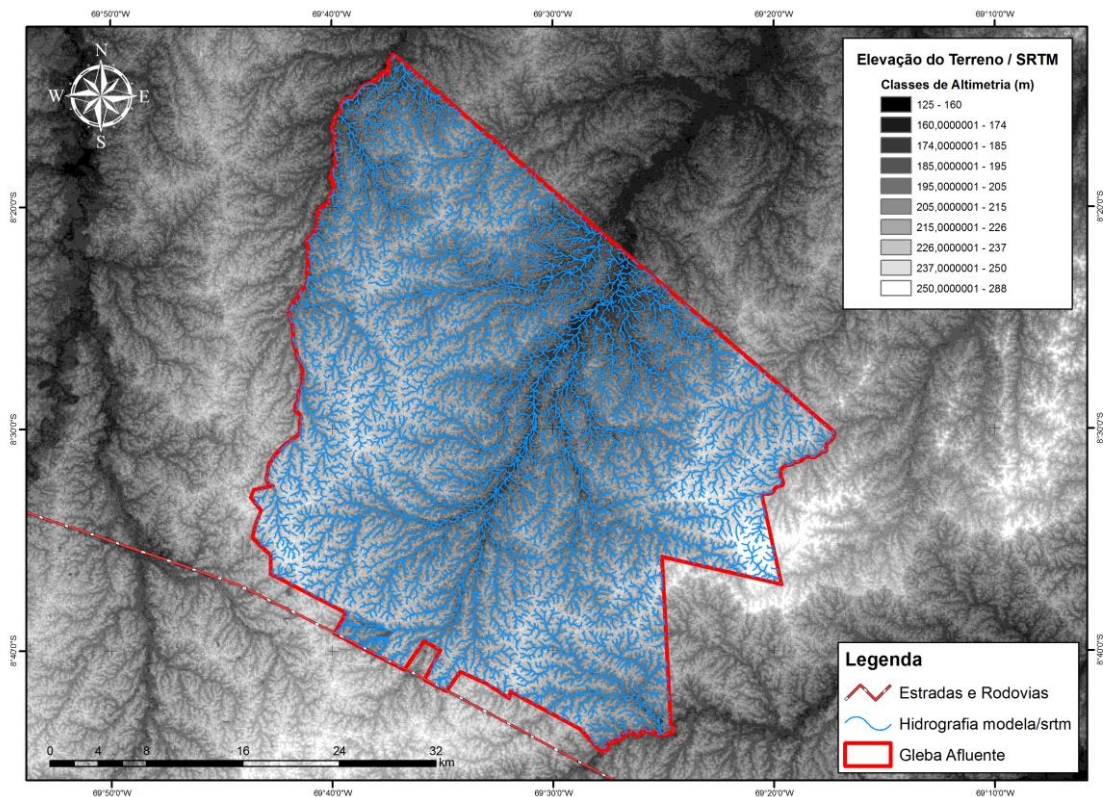 69°50'0"W 69°40'0"W 69°30'0"W 69°20'0"W 69°10'0"W
N
W E
S
Elevação do Terreno / SRTM
Classes de Altimetria (m)
125 - 160
160,0000001 - 174
174,0000001 - 185
185,0000001 - 195
195,0000001 - 205
205,0000001 - 215
215,0000001 - 226
226,0000001 - 237
237,0000001 - 250
250,0000001 - 288
8°20'0"S 8°20'0"S
8°30'0"S 8°30'0"S
8°40'0"S 8°40'0"S
Legenda
Estradas e Rodovias
Hidrografia modela/srtm
Gleba Afluente
0 2 4 8 16 24 32
km
69°50'0"W 69°40'0"W 69°30'0"W 69°20'0"W 69°10'0"W